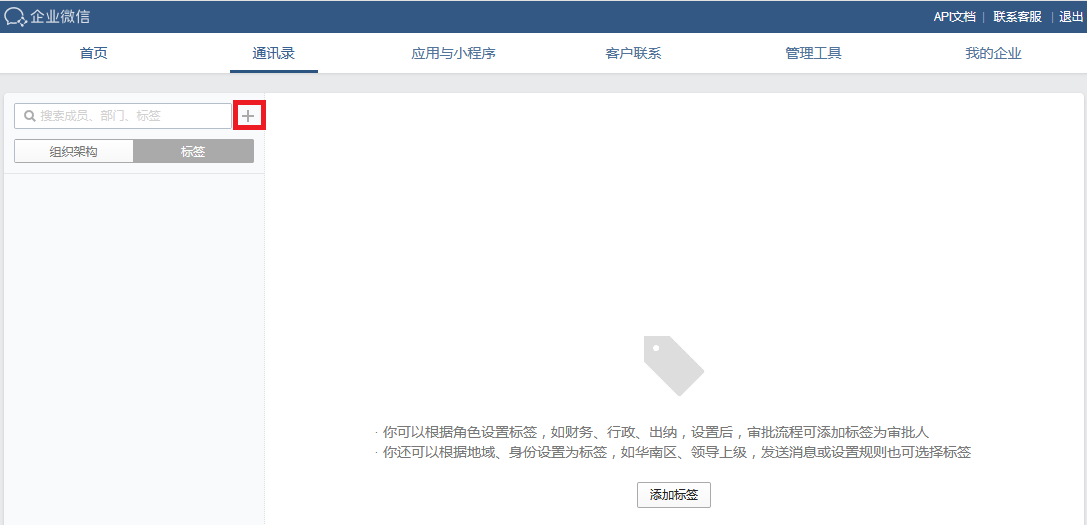 企业微信
API文档 | 联系客服 | 退出
首页 通讯录 应用与小程序 客户联系 管理工具 我的企业
搜索成员、部门、标签
组织架构 标签
· 你可以根据角色设置标签，如财务、行政、出纳，设置后，审批流程可添加标签为审批人
· 你还可以根据地域、身份设置为标签，如华南区、领导上级，发送消息或设置规则也可选择标签
添加标签